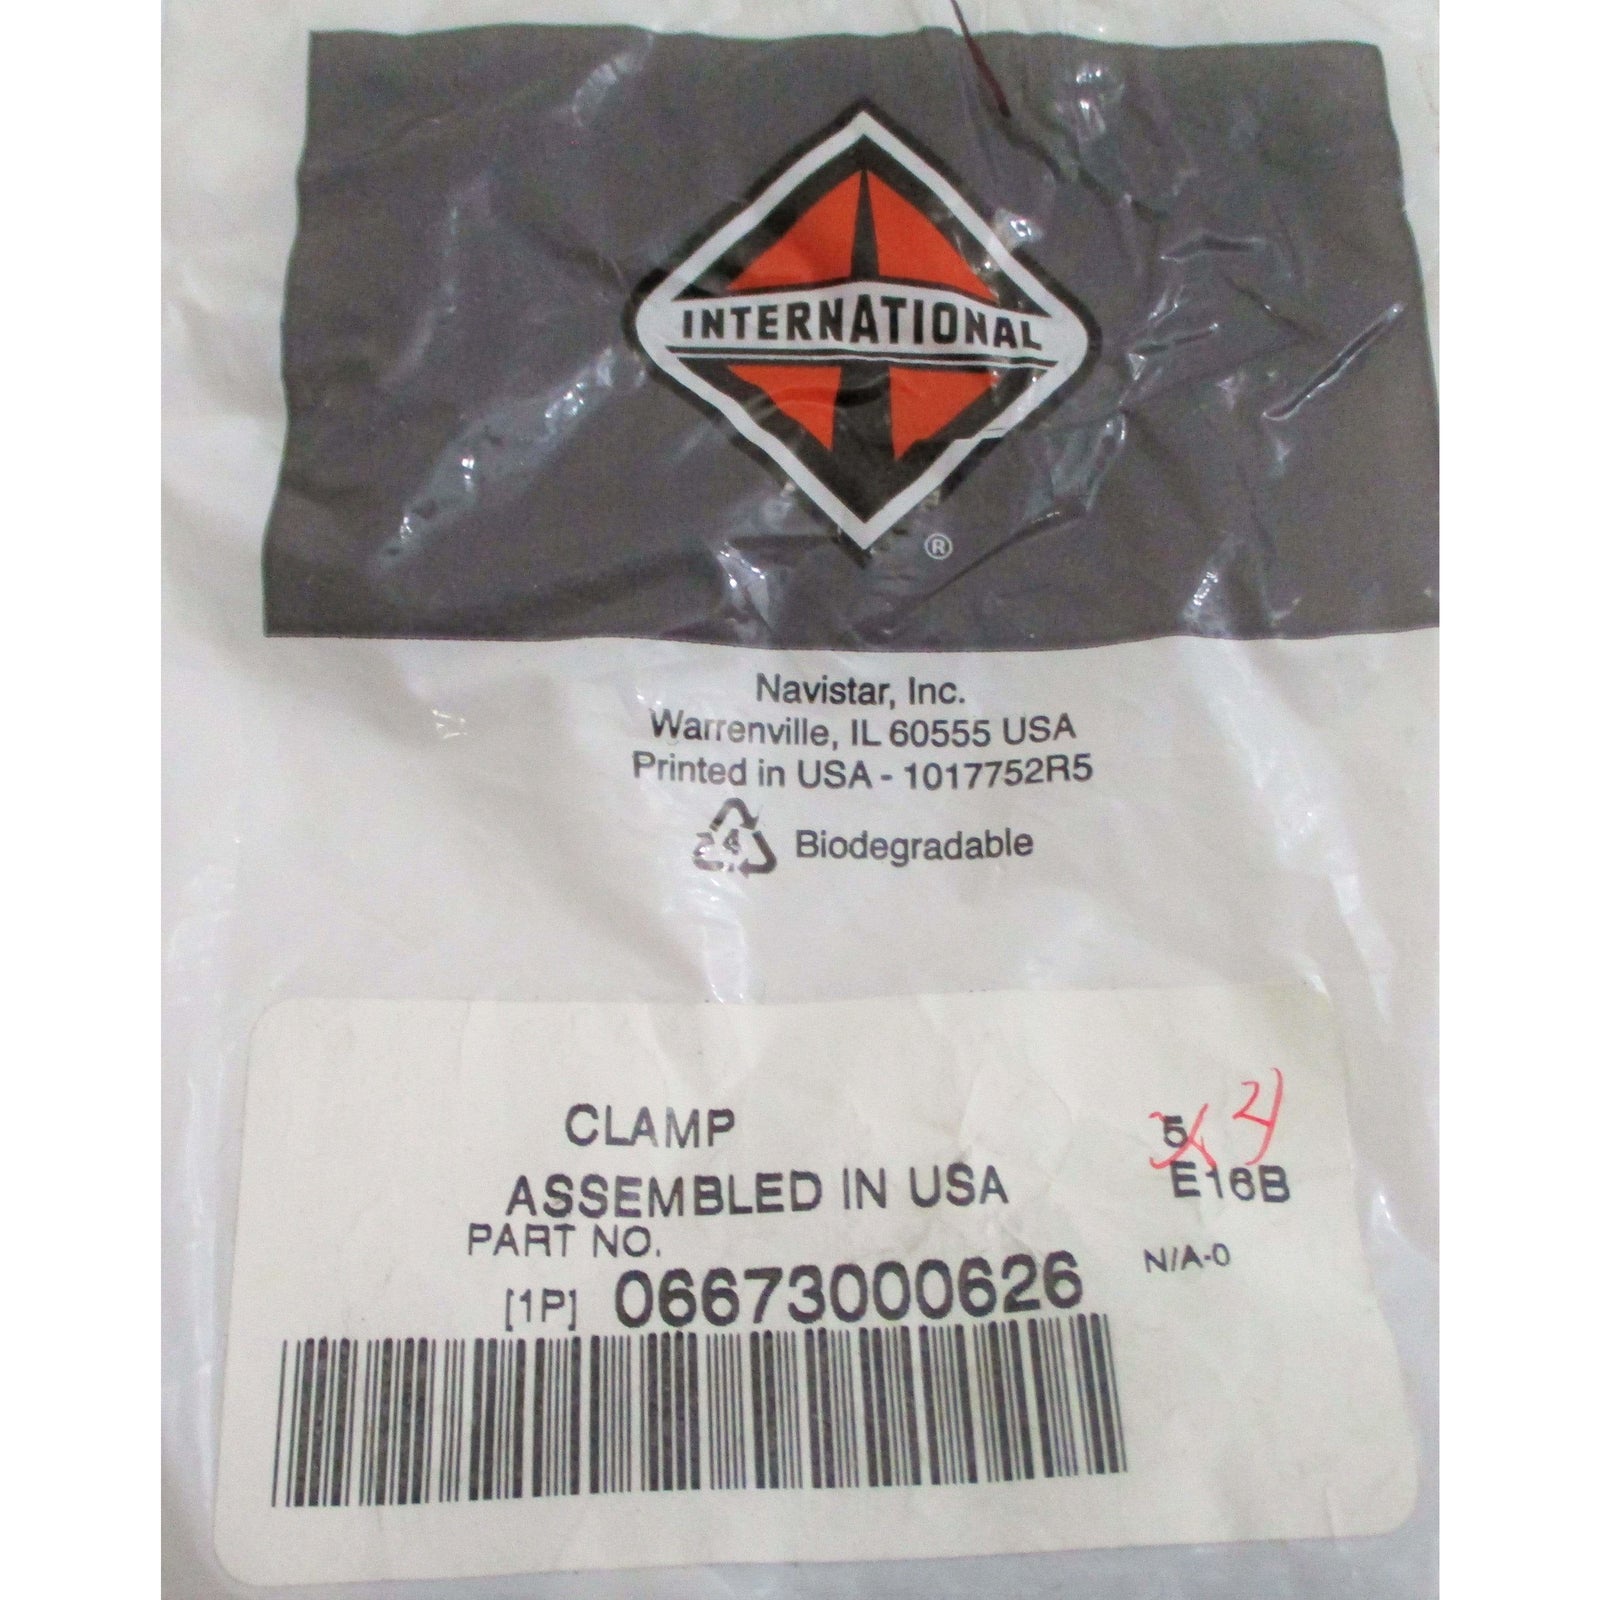 INTERNATIONAL
®
Navistar, Inc.
Warrenville, IL 60555 USA
Printed in USA - 1017752R5
4 Biodegradable
CLAMP
5
ASSEMBLED IN USA
E16B
PART NO.
N/A-0
[1P] 06673000626